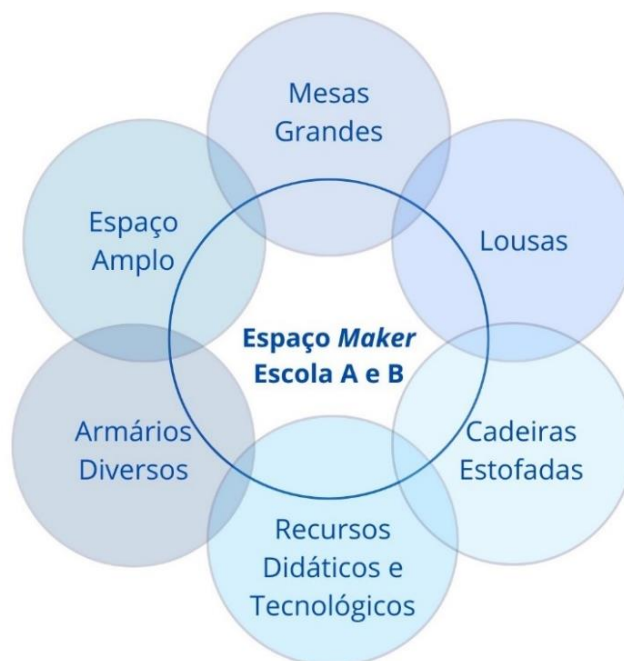 Mesas
Grandes
Espaço
Amplo
Lousas
Espaço Maker
Escola A e B
Armários
Diversos
Cadeiras
Estofadas
Recursos
Didáticos e
Tecnológicos